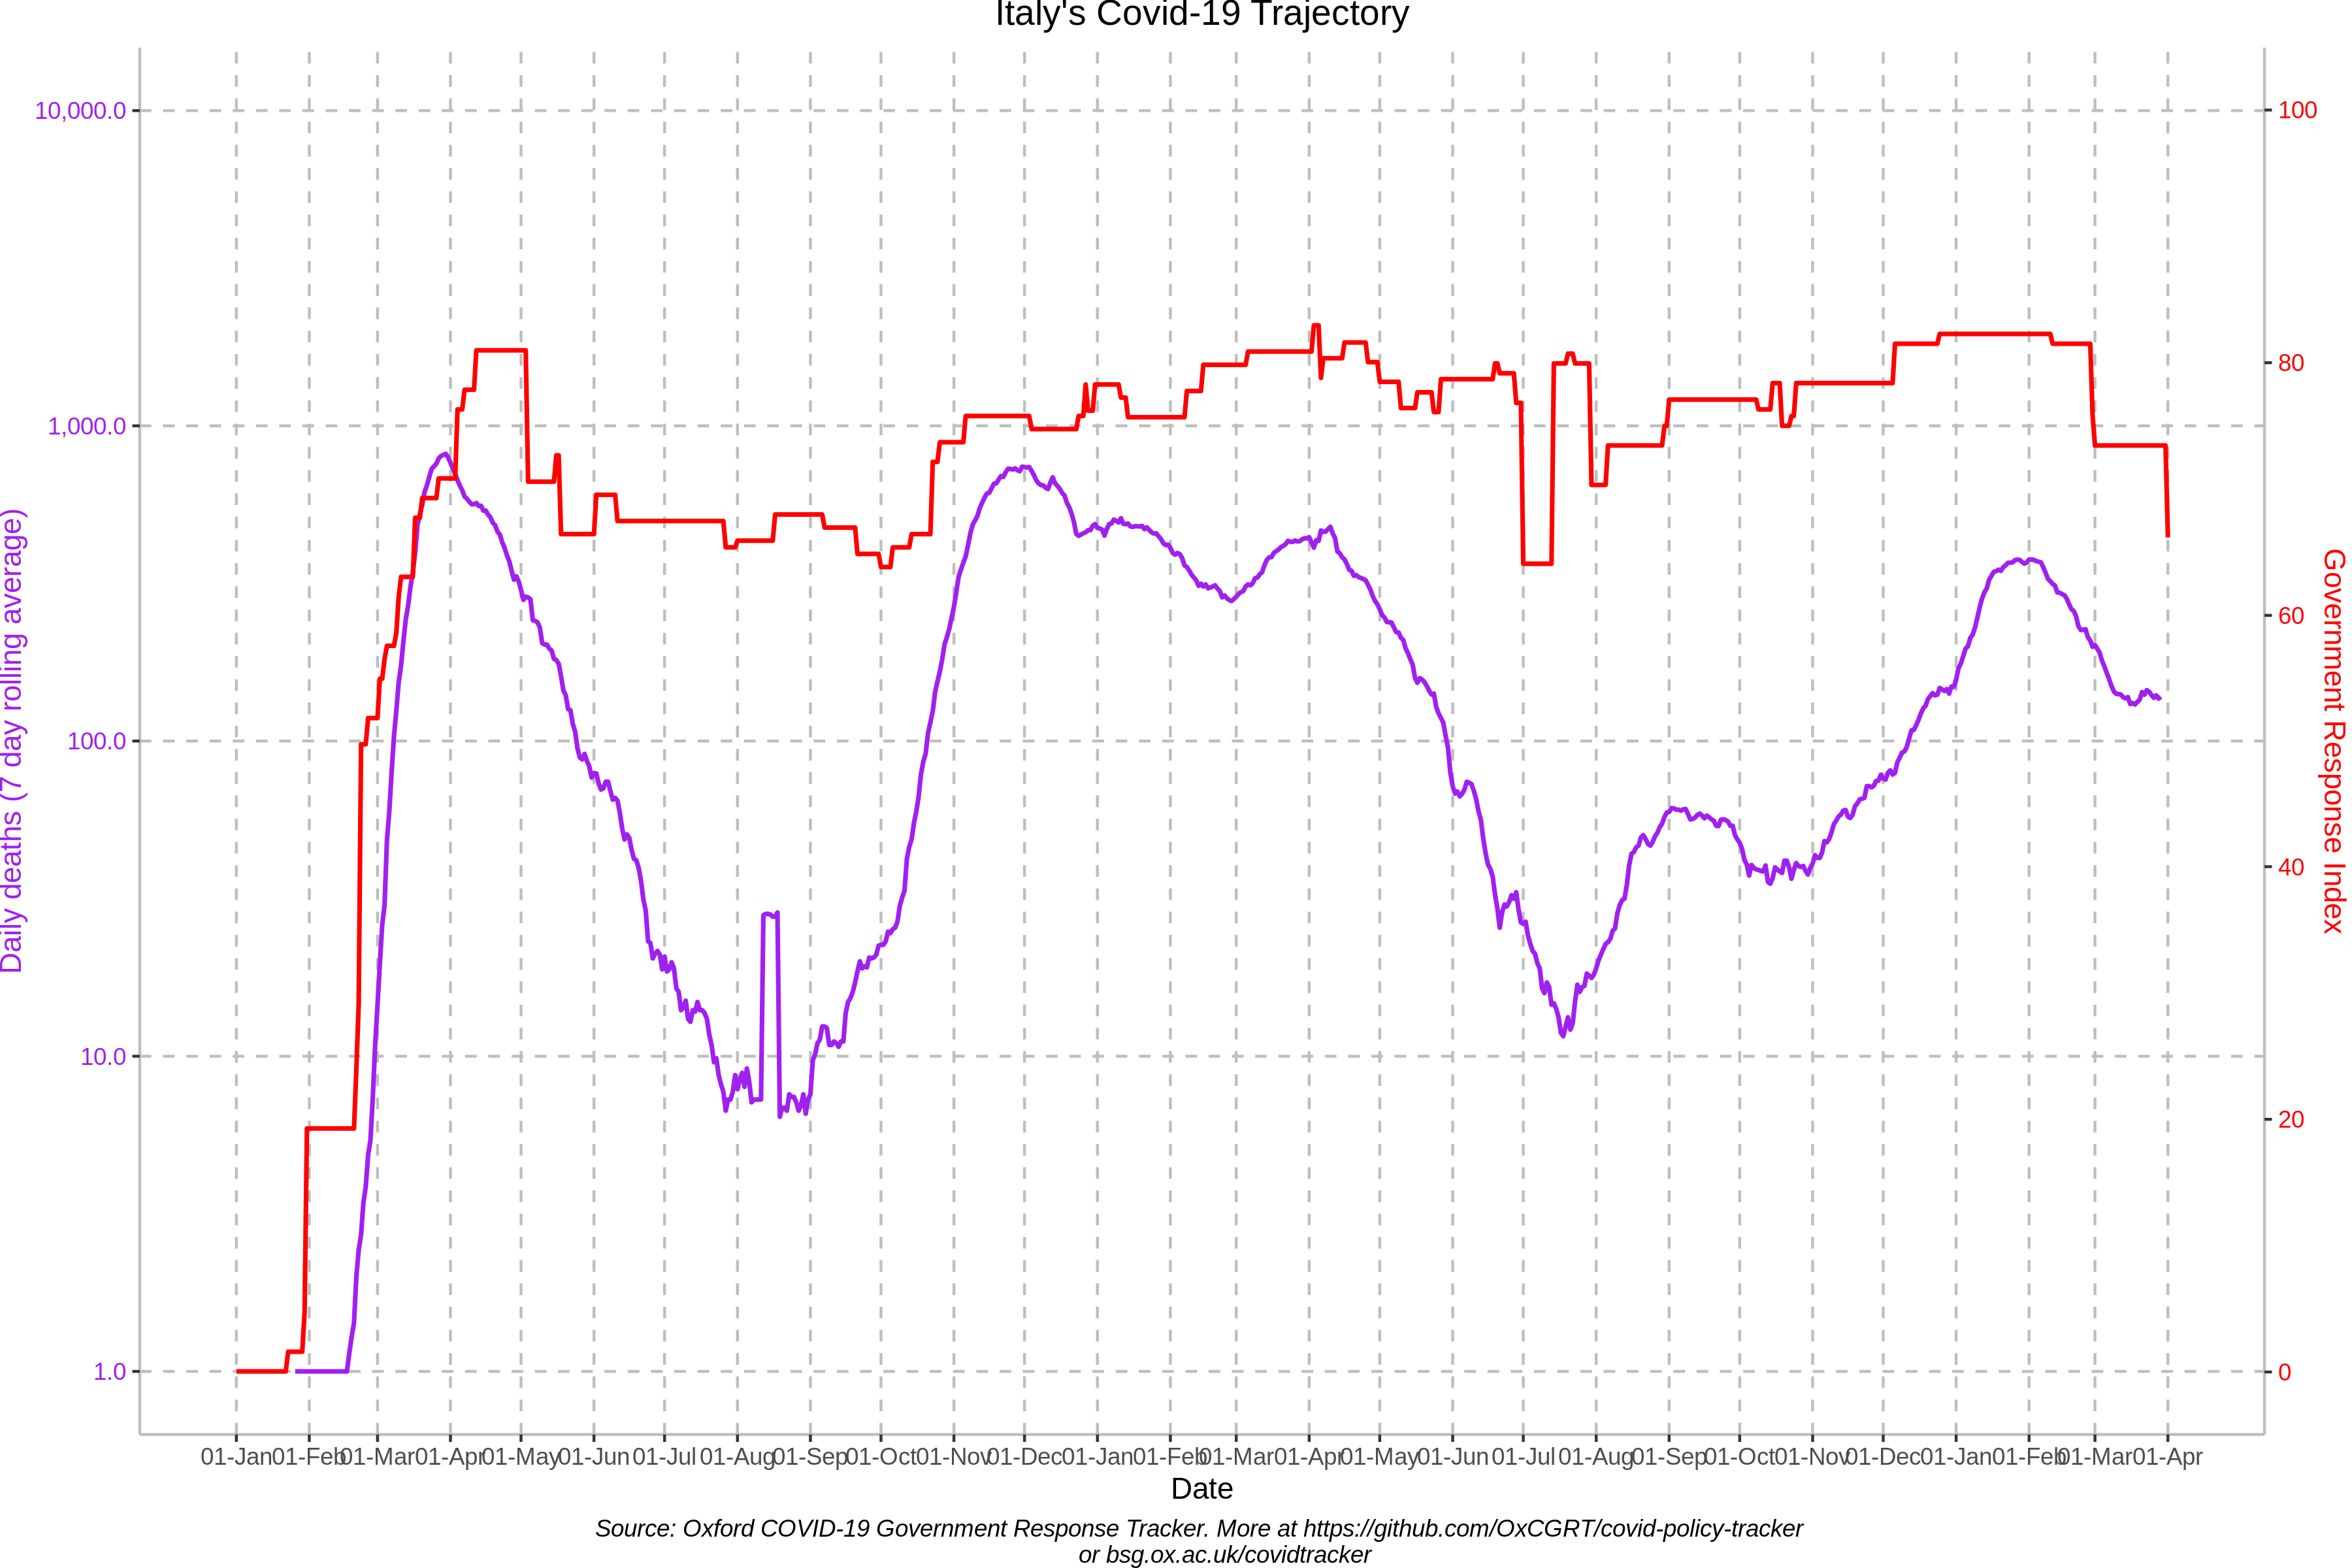 Italy's Covid-19 Trajectory
10,000.0
1,000.0
100.0
10.0
1.0
Daily deaths (7 day rolling average)
100
80
60
40
20
0
Government Response Index
01-Jan 01-Feb 01-Mar 01-Apr 01-May 01-Jun 01-Jul 01-Aug 01-Sep 01-Oct 01-Nov 01-Dec 01-Jan 01-Feb 01-Mar 01-Apr 01-May 01-Jun 01-Jul 01-Aug 01-Sep 01-Oct 01-Nov 01-Dec 01-Jan 01-Feb 01-Mar 01-Apr
Date
Source: Oxford COVID-19 Government Response Tracker. More at https://github.com/OxCGRT/covid-policy-tracker
or bsg.ox.ac.uk/covidtracker